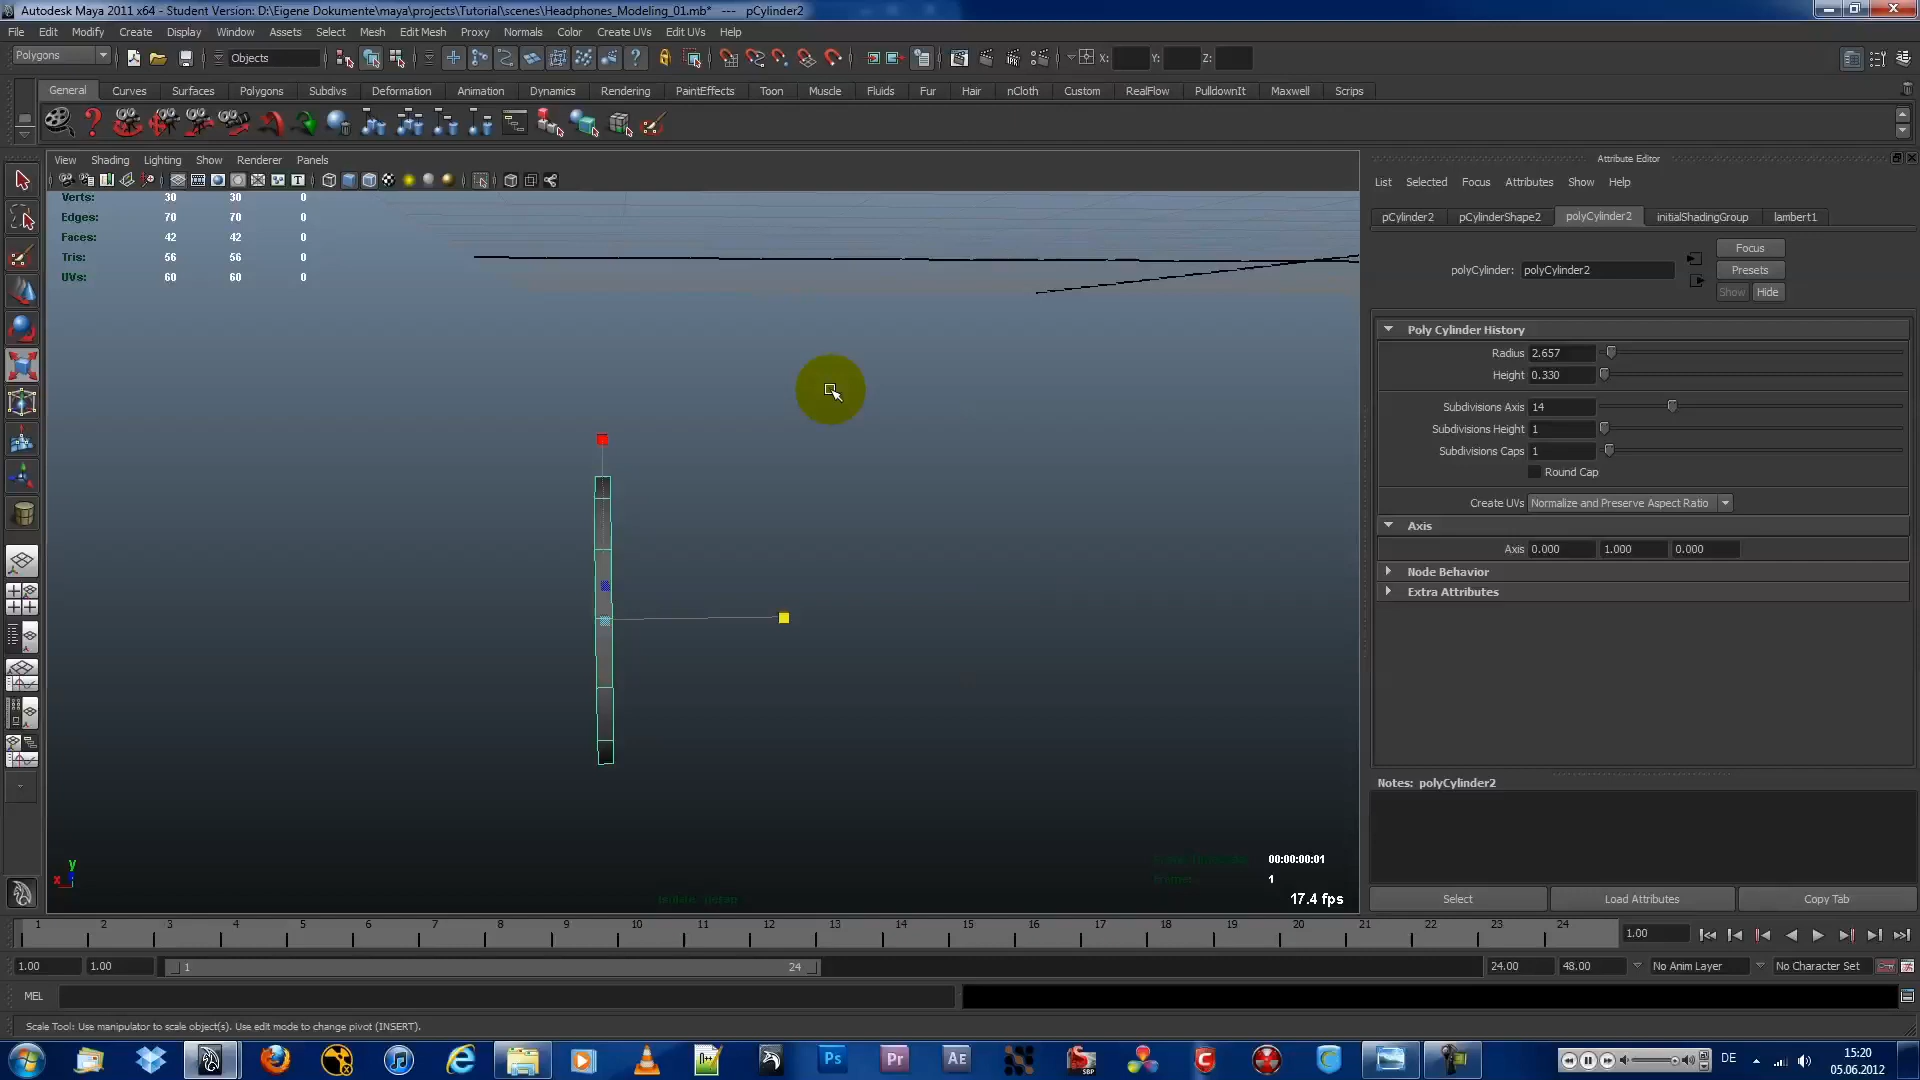 Autodesk Maya 2011 x64 - Student Version: D:\Eigene Dokumente\maya\projects\Tutorial\scenes\Headphones_Modeling_01.mb* --- pCylinder2
File Edit Modify Create Display Window Assets Select Mesh Edit Mesh Proxy Normals Color Create UVs Edit UVs Help
Polygons Objects X: Y: Z:
General Curves Surfaces Polygons Subdivs Deformation Animation Dynamics Rendering PaintEffects Toon Muscle Fluids Fur Hair nCloth Custom RealFlow PulldownIt Maxwell Scripts
View Shading Lighting Show Renderer Panels
Verts: 30 30 0
Edges: 70 70 0
Faces: 42 42 0
Tris: 56 56 0
UVs: 60 60 0
y
x
00:00:00:01
1
17.4 fps
Attribute Editor
List Selected Focus Attributes Show Help
pCylinder2 pCylinderShape2 polyCylinder2 initialShadingGroup lambert1
Focus
polyCylinder: polyCylinder2 Presets
Show Hide
Poly Cylinder History
Radius 2.657
Height 0.330
Subdivisions Axis 14
Subdivisions Height 1
Subdivisions Caps 1
Round Cap
Create UVs Normalize and Preserve Aspect Ratio
Axis
Axis 0.000 1.000 0.000
Node Behavior
Extra Attributes
Notes: polyCylinder2
Select Load Attributes Copy Tab
1 2 3 4 5 6 7 8 9 10 11 12 13 14 15 16 17 18 19 20 21 22 23 24 1.00
1.00 1.00 1 24 24.00 48.00 No Anim Layer No Character Set
MEL
Scale Tool: Use manipulator to scale object(s). Use edit mode to change pivot (INSERT).
Ps Pr AE SBP DE 15:20
05.06.2012